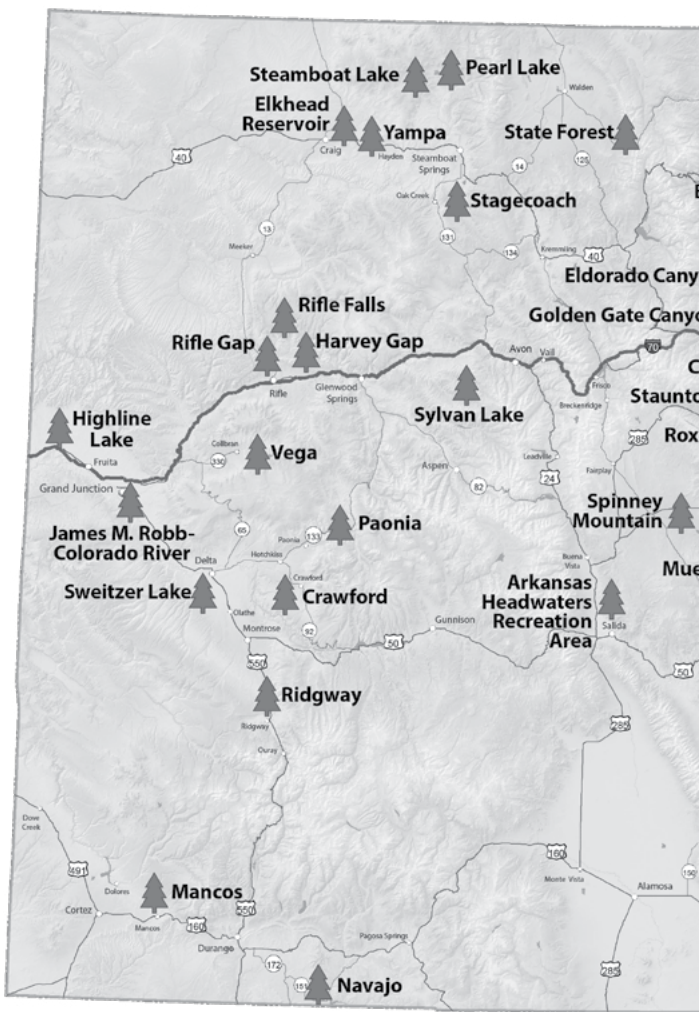 Steamboat Lake
Pearl Lake
Walden
Elkhead
Reservoir
Yampa
State Forest
Craig
Hayden
Steamboat
Springs
40
14
125
Oak Creek
Stagecoach
13
131
134
Meeker
Kremmling
40
E
Eldorado Cany
Rifle Falls
Golden Gate Canyo
Rifle Gap
Harvey Gap
70
Avon
Vail
Rifle
Glenwood
Springs
Frisco
Breckenridge
C
Staunto
Sylvan Lake
Highline
Lake
285
Rox
Collbran
330
Vega
Fruita
Aspen
Leadville
Fairplay
82
24
Grand Junction
Spinney
Mountain
James M. Robb-
Colorado River
65
Paonia
133
Paonia
Hotchkiss
Delta
Buena
Vista
Mue
Crawford
Sweitzer Lake
Crawford
Arkansas
Headwaters
Recreation
Area
Olathe
Salida
92
Gunnison
Montrose
50
550
50
Ridgway
Ridgway
285
Ouray
Dove
Creek
160
491
Dolores
Mancos
Monte Vista
150
Alamosa
Cortez
Mancos
160
550
Durango
Pagosa Springs
172
151
Navajo
285